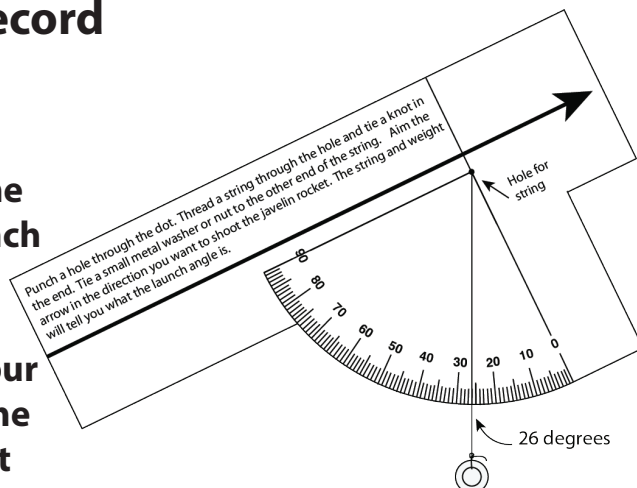 ecord
Punch a hole through the dot. Thread a string through the hole and tie a knot in
the end. Tie a small metal washer or nut to the other end of the string. Aim the
arrow in the direction you want to shoot the javelin rocket. The string and weight
will tell you what the launch angle is.
Hole for
string
ne
nch
our
he
t
90
80
70
60
50
40
30
20
10
0
26 degrees